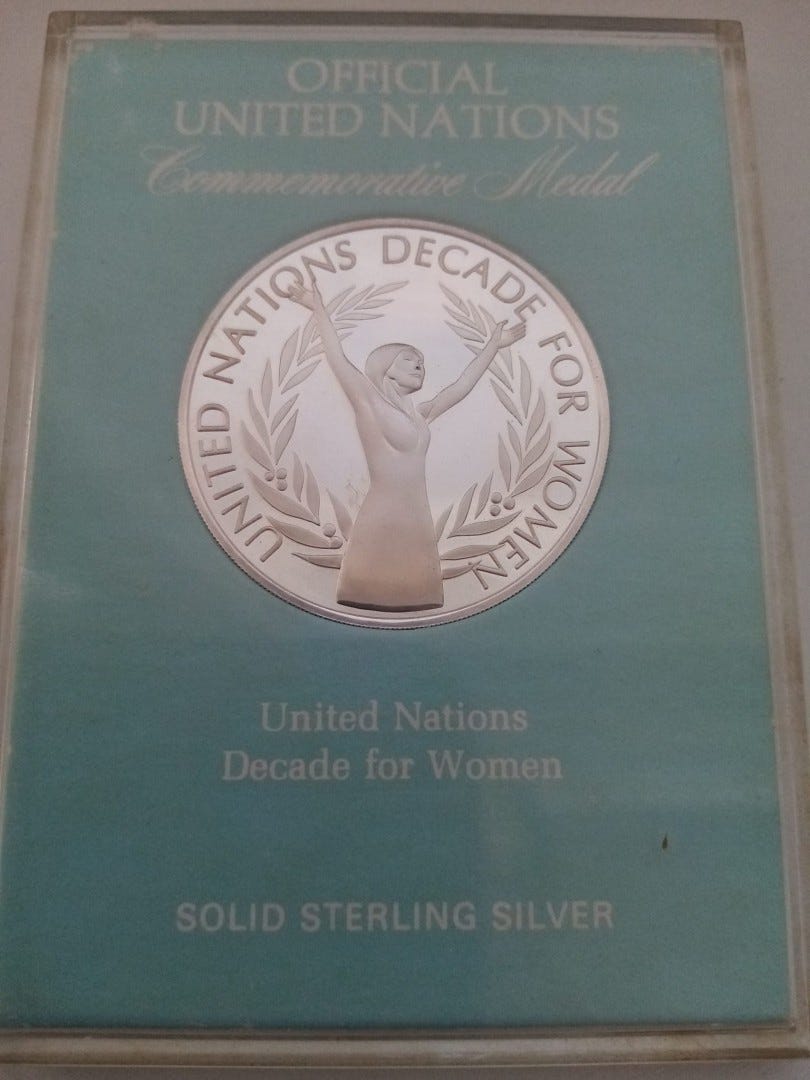 OFFICIAL
UNITED NATIONS
Commemorative Medal
UNITED NATIONS DECADE FOR WOMEN
United Nations
Decade for Women
SOLID STERLING SILVER